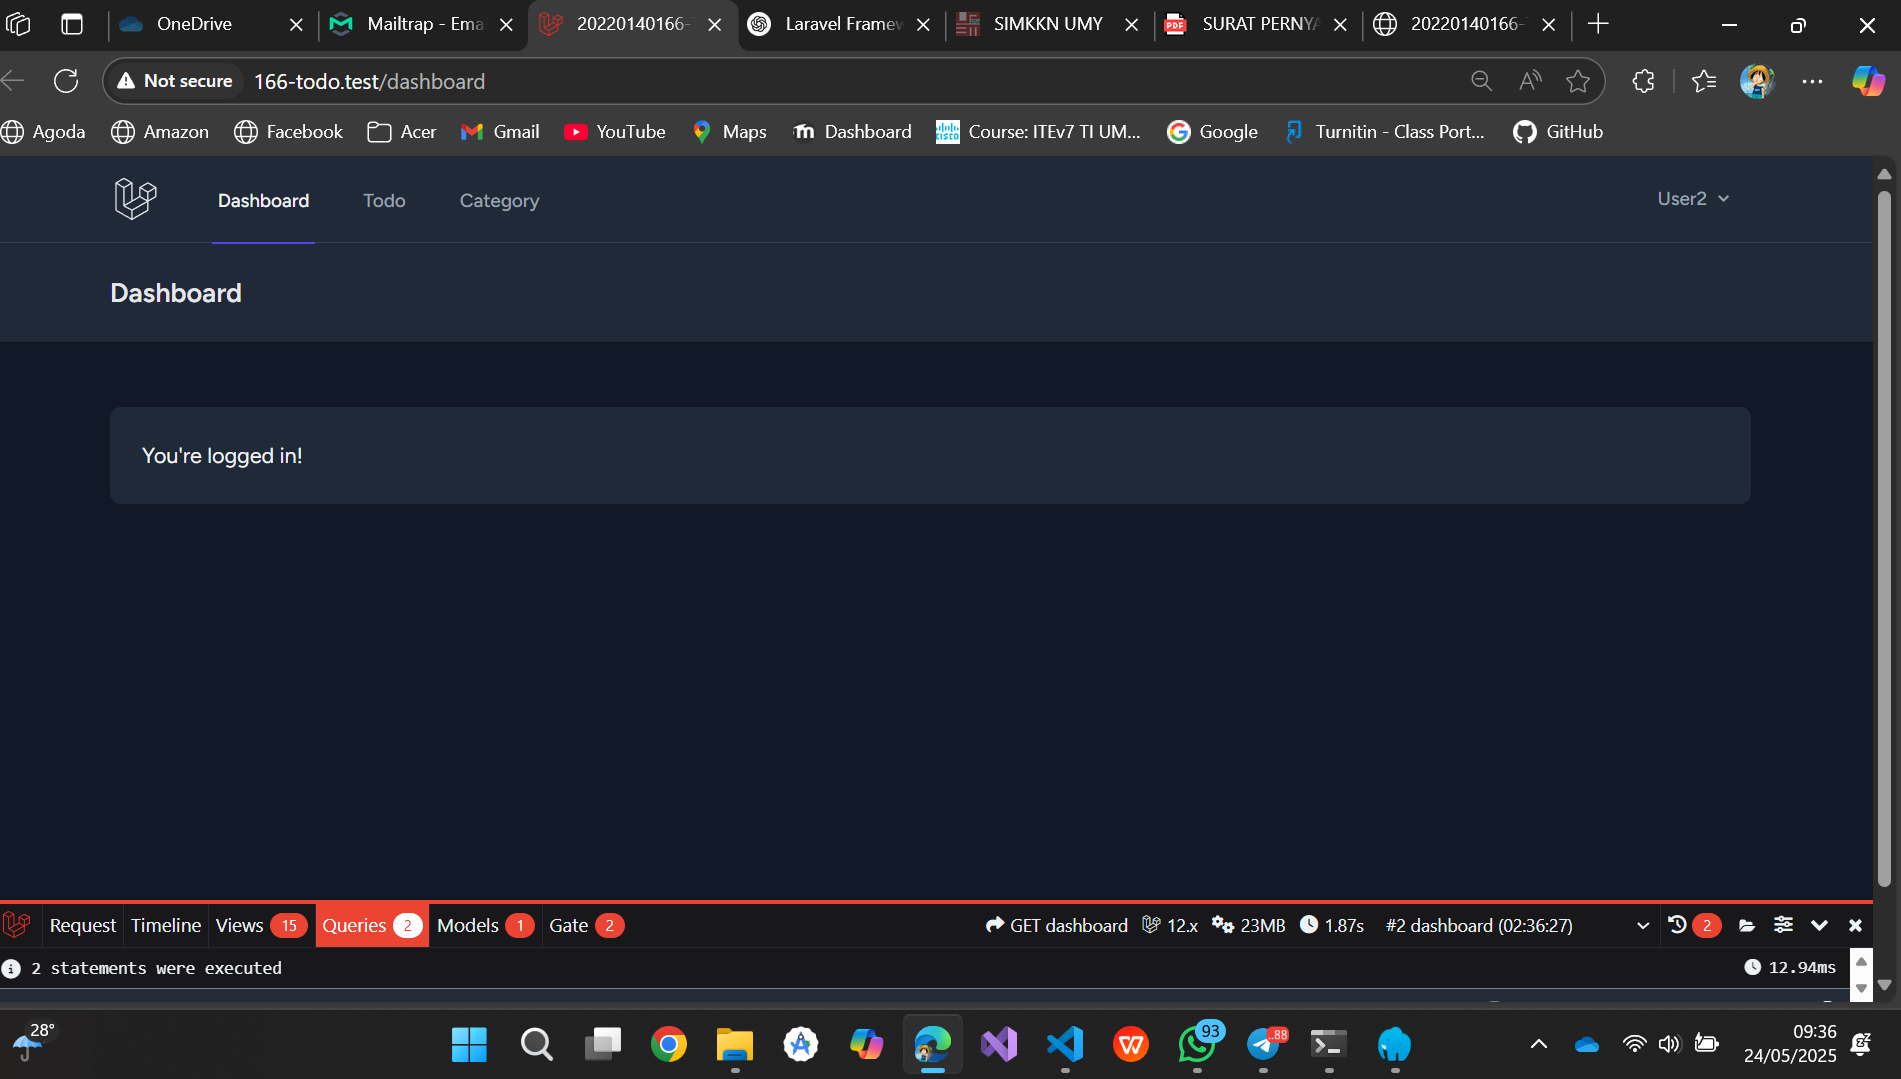 OneDrive
Mailtrap - Ema
20220140166-
Laravel Framew
SIMKKN UMY
SURAT PERNYA
20220140166-
Not secure
166-todo.test/dashboard
Agoda
Amazon
Facebook
Acer
Gmail
YouTube
Maps
Dashboard
Course: ITEv7 TI UM...
Google
Turnitin - Class Port...
GitHub
Dashboard
Todo
Category
User2
Dashboard
You're logged in!
Request
Timeline
Views 15
Queries 2
Models 1
Gate 2
GET dashboard
12.x
23MB
1.87s
#2 dashboard (02:36:27)
2
2 statements were executed
12.94ms
28°
93
..88
09:36
24/05/2025